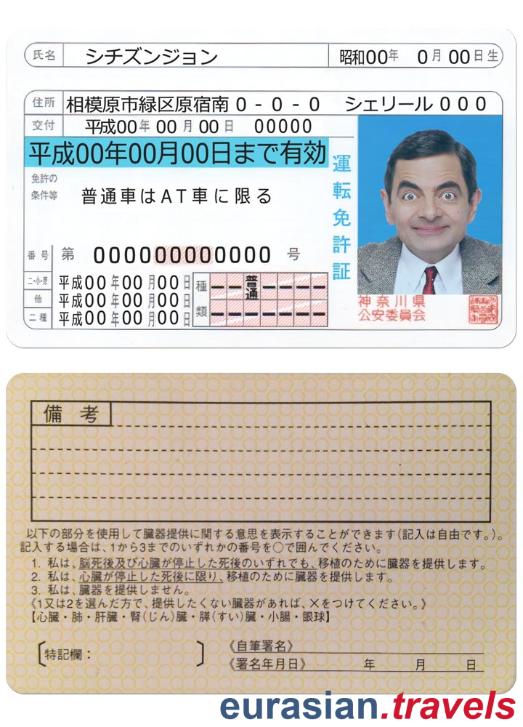 氏名 シチズンジョン 昭和00年 0月00日生
住所 相模原市緑区原宿南0-0-0 シェリール000
交付 平成00年00月00日 00000
平成00年00月00日まで有効
免許の
条件等
普通車はAT車に限る
運転免許証
番号 第 000000000000 号
二・小・原 平成00年00月00日
他 平成00年00月00日
二種 平成00年00月00日
種類
普通
神奈川県
公安委員会
備考
以下の部分を使用して臓器提供に関する意思を表示することができます(記入は自由です。)。
記入する場合は、1から3までのいずれかの番号を○で囲んでください。
1. 私は、脳死後及び心臓が停止した死後のいずれでも、移植のために臓器を提供します。
2. 私は、心臓が停止した死後に限り、移植のために臓器を提供します。
3. 私は、臓器を提供しません。
《1又は2を選んだ方で、提供したくない臓器があれば、×をつけてください。》
【心臓・肺・肝臓・腎(じん)臓・膵(すい)臓・小腸・眼球】
〔特記欄: 〕
《自筆署名》
《署名年月日》 年 月 日
eurasian.travels